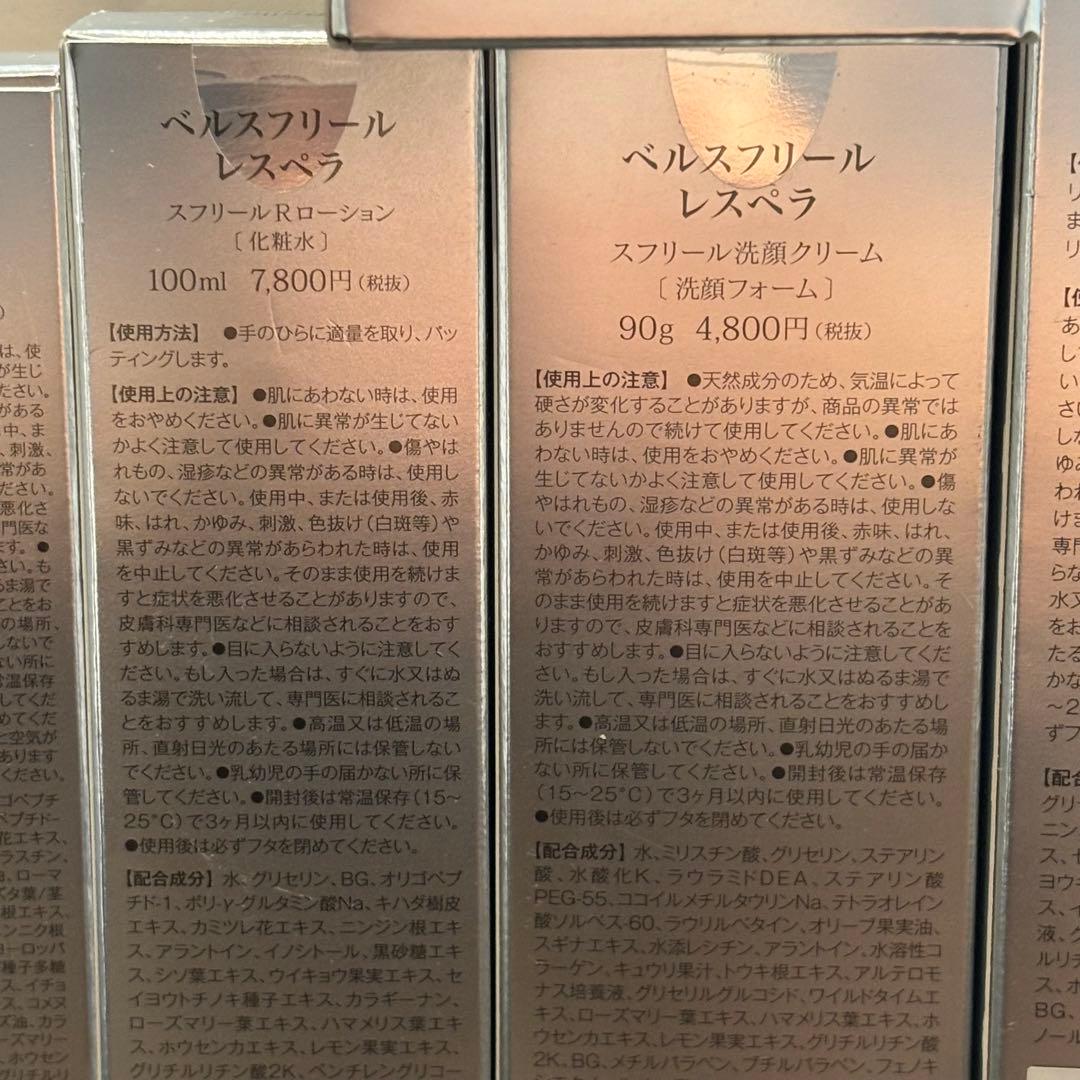 ベルスフリール
レスペラ
スフリールRローション
〔化粧水〕
100ml 7,800円(税抜)
【使用方法】 ●手のひらに適量を取り、パッ
ティングします。
【使用上の注意】 ●肌にあわない時は、使用
をおやめください。●肌に異常が生じてない
かよく注意して使用してください。●傷やは
れもの、湿疹などの異常がある時は、使用し
ないでください。使用中、または使用後、赤
味、はれ、かゆみ、刺激、色抜け(白斑等)や
黒ずみなどの異常があらわれた時は、使用
を中止してください。そのまま使用を続けま
すと症状を悪化させることがありますので、
皮膚科専門医などに相談されることをおす
すめします。●目に入らないように注意してく
ださい。もし入った場合は、すぐに水又はぬ
るま湯で洗い流して、専門医に相談されるこ
とをおすすめします。●高温又は低温の場
所、直射日光のあたる場所には保管しない
でください。●乳幼児の手の届かない所に保
管してください。●開封後は常温保存(15~
25°C)で3ヶ月以内に使用してください。
●使用後は必ずフタを閉めてください。
【配合成分】 水、グリセリン、BG、オリゴペプ
チド-1、ポリ-γ-グルタミン酸Na、キハダ樹皮
エキス、カミツレ花エキス、ニンジン根エキ
ス、アラントイン、イノシトール、黒砂糖エキ
ス、シソ葉エキス、ウイキョウ果実エキス、セ
イヨウトチノキ種子エキス、カラギーナン、
ローズマリー葉エキス、ハマメリス葉エキ
ス、ホウセンカエキス、レモン果実エキス、
グリチルリチン酸2K、ペンチレングリコー
ベルスフリール
レスペラ
スフリール洗顔クリーム
〔洗顔フォーム〕
90g 4,800円(税抜)
【使用上の注意】 ●天然成分のため、気温によって
硬さが変化することがありますが、商品の異常では
ありませんので続けて使用してください。●肌にあ
わない時は、使用をおやめください。●肌に異常が
生じてないかよく注意して使用してください。●傷
やはれもの、湿疹などの異常がある時は、使用しな
いでください。使用中、または使用後、赤味、はれ、
かゆみ、刺激、色抜け(白斑等)や黒ずみなどの異
常があらわれた時は、使用を中止してください。そ
のまま使用を続けますと症状を悪化させることがあ
りますので、皮膚科専門医などに相談されることを
おすすめします。●目に入らないように注意してくだ
さい。もし入った場合は、すぐに水又はぬるま湯で
洗い流して、専門医に相談されることをおすすめし
ます。●高温又は低温の場所、直射日光のあたる場
所には保管しないでください。●乳幼児の手の届か
ない所に保管してください。●開封後は常温保存
(15~25°C)で3ヶ月以内に使用してください。
●使用後は必ずフタを閉めてください。
【配合成分】 水、ミリスチン酸、グリセリン、ステアリン
酸、水酸化K、ラウラミドDEA、ステアリン酸
PEG-55、ココイルメチルタウリンNa、テトラオレイン
酸ソルベス-60、ラウリルベタイン、オリーブ果実油、
スギナエキス、水添レシチン、アラントイン、水溶性コ
ラーゲン、キュウリ果汁、トウキ根エキス、アルテロモ
ナス培養液、グリセリルグルコシド、ワイルドタイムエ
キス、ローズマリー葉エキス、ハマメリス葉エキス、ホ
ウセンカエキス、レモン果実エキス、グリチルリチン酸
2K、BG、メチルパラベン、ブチルパラベン、フェノキ